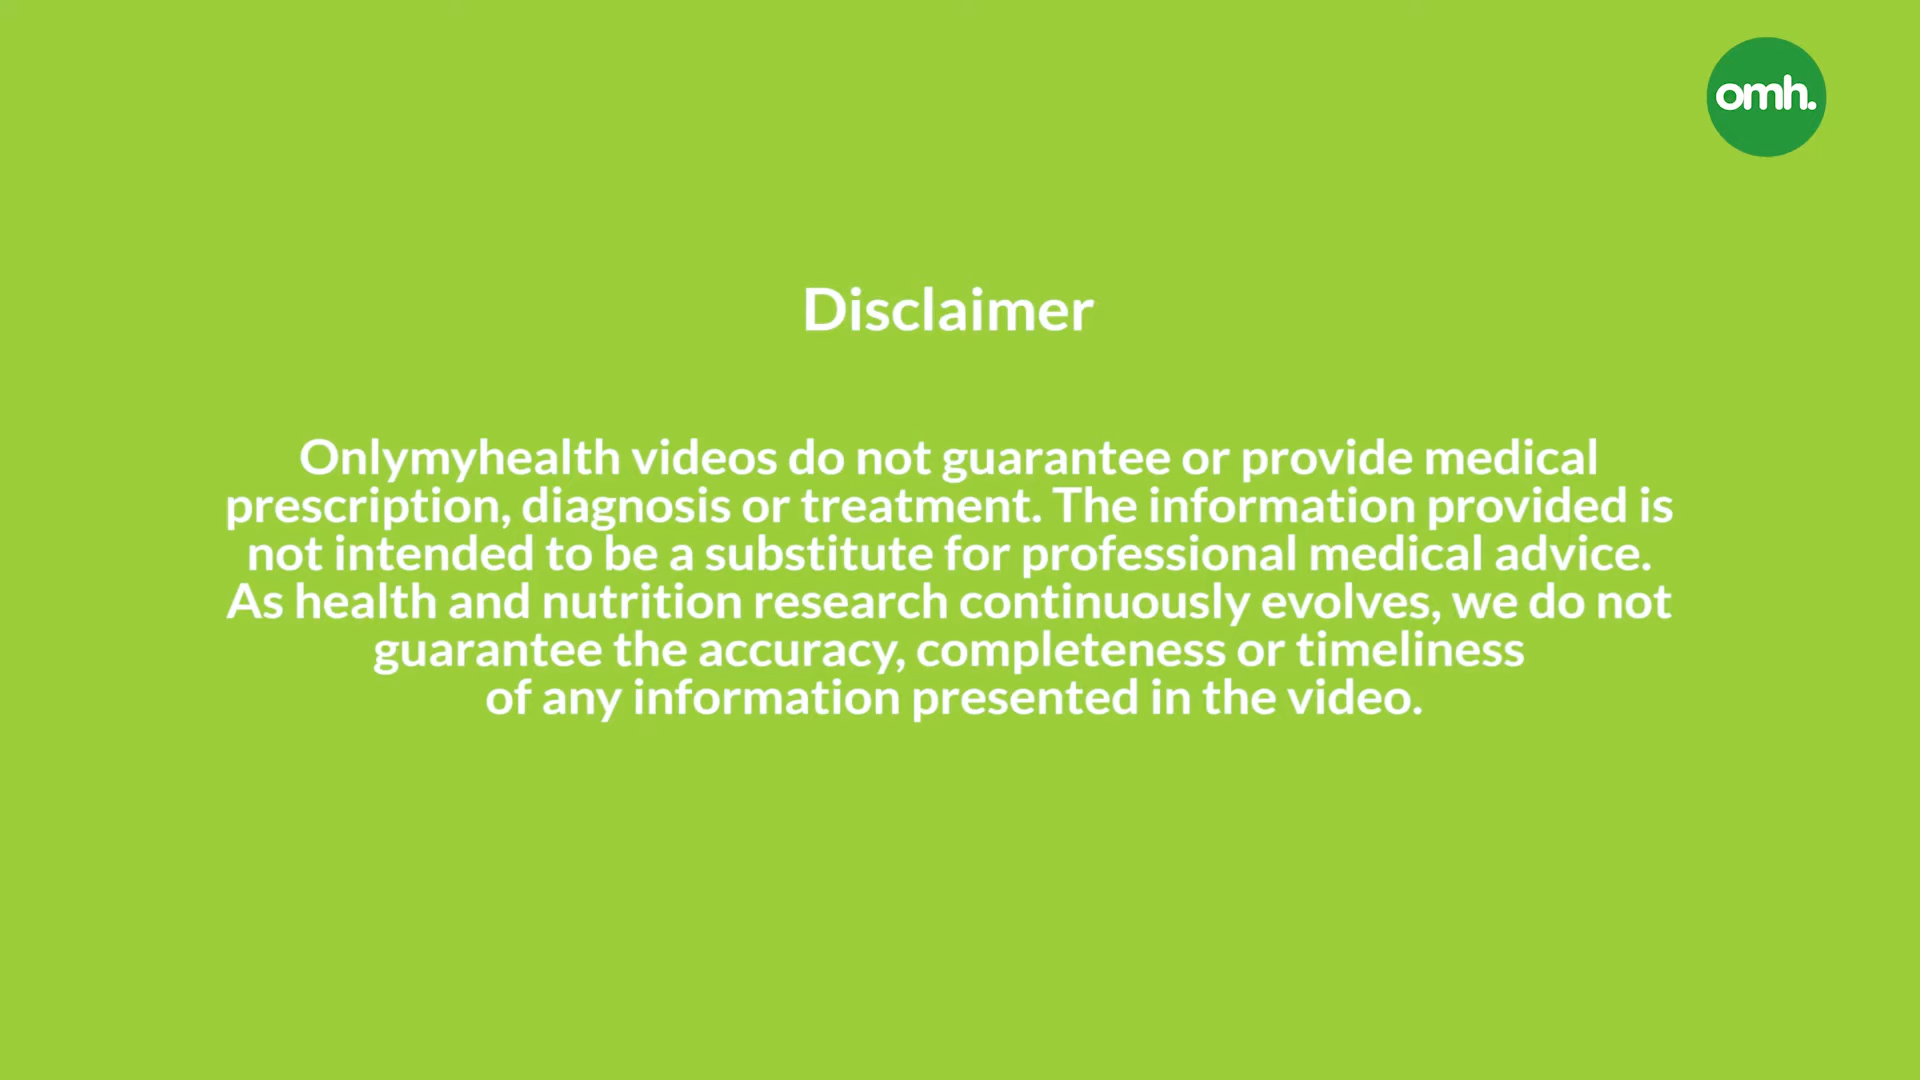 omh.
Disclaimer
Onlymyhealth videos do not guarantee or provide medical
prescription, diagnosis or treatment. The information provided is
not intended to be a substitute for professional medical advice.
As health and nutrition research continuously evolves, we do not
guarantee the accuracy, completeness or timeliness
of any information presented in the video.